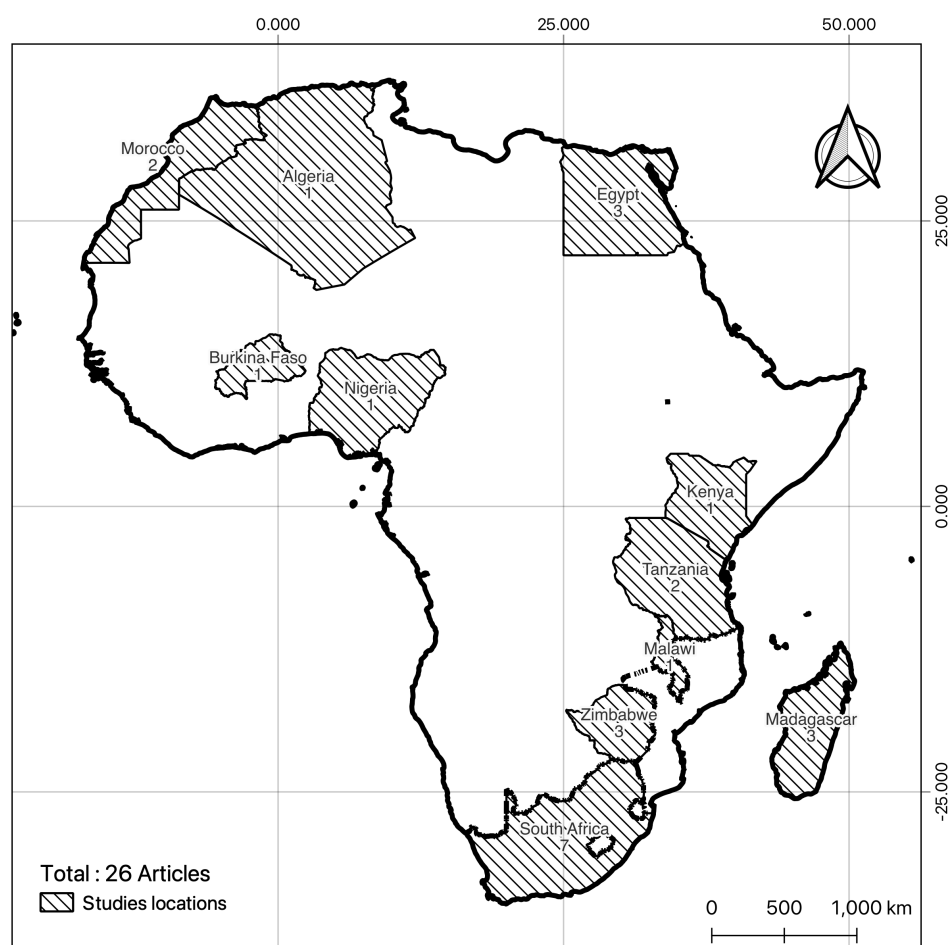 0.000 25.000 50.000
Morocco
2
Algeria
1
Egypt
3
25.000
Burkina Faso
1
Nigeria
1
Kenya
1
0.000
Tanzania
2
Malawi
1
Zimbabwe
3
Madagascar
3
-25.000
South Africa
7
Total : 26 Articles
Studies locations
0 500 1,000 km